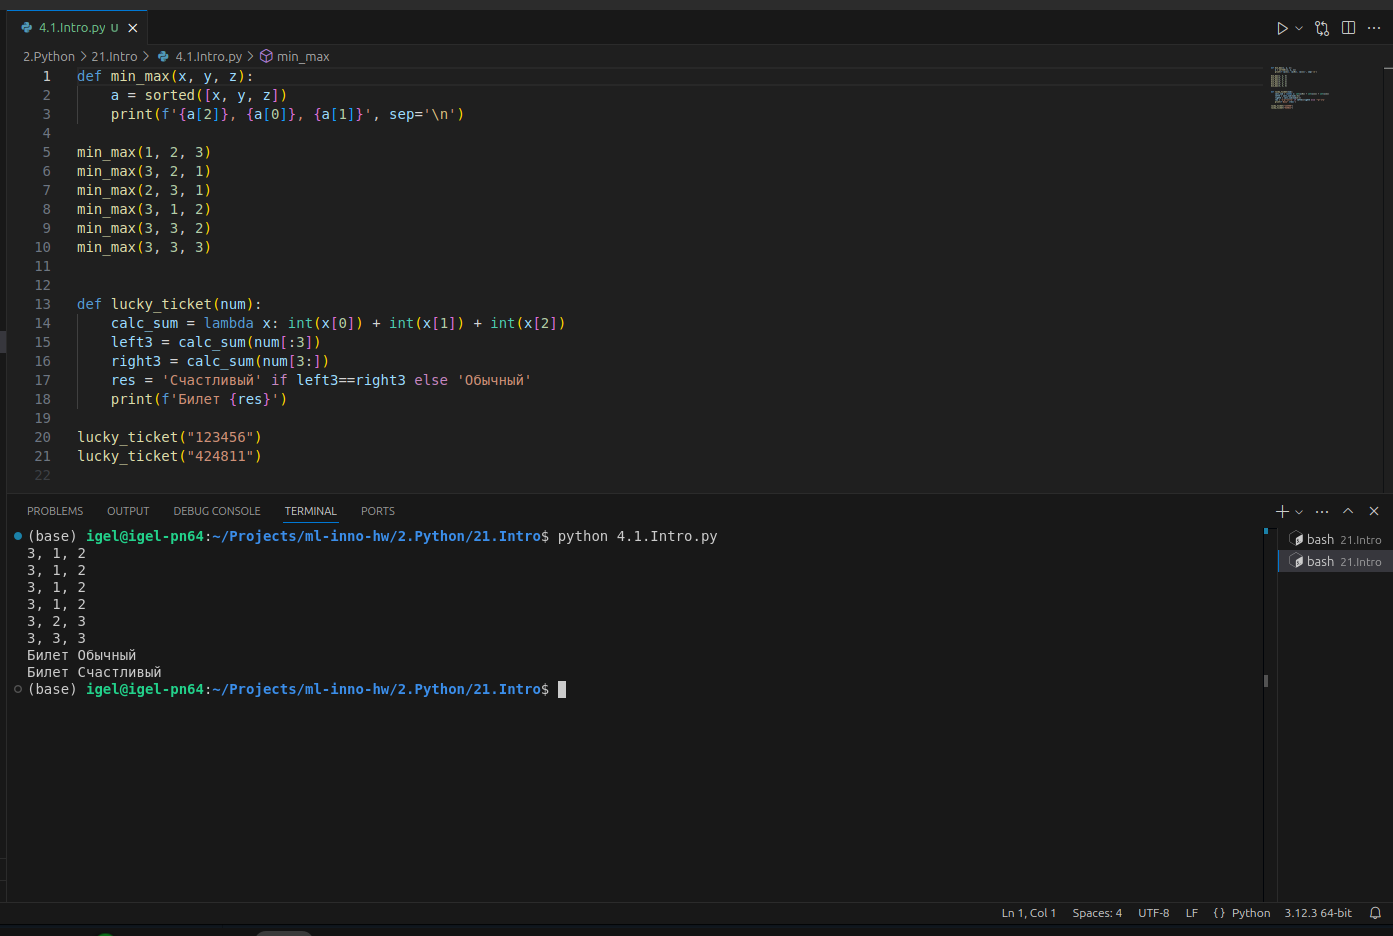 4.1.Intro.py U
2.Python > 21.Intro > 4.1.Intro.py > min_max
1 def min_max(x, y, z):
2     a = sorted([x, y, z])
3     print(f'{a[2]}, {a[0]}, {a[1]}', sep='\n')
4
5 min_max(1, 2, 3)
6 min_max(3, 2, 1)
7 min_max(2, 3, 1)
8 min_max(3, 1, 2)
9 min_max(3, 3, 2)
10 min_max(3, 3, 3)
11
12
13 def lucky_ticket(num):
14     calc_sum = lambda x: int(x[0]) + int(x[1]) + int(x[2])
15     left3 = calc_sum(num[:3])
16     right3 = calc_sum(num[3:])
17     res = 'Счастливый' if left3==right3 else 'Обычный'
18     print(f'Билет {res}')
19
20 lucky_ticket("123456")
21 lucky_ticket("424811")
22
PROBLEMS OUTPUT DEBUG CONSOLE TERMINAL PORTS
(base) igel@igel-pn64:~/Projects/ml-inno-hw/2.Python/21.Intro$ python 4.1.Intro.py
3, 1, 2
3, 1, 2
3, 1, 2
3, 1, 2
3, 2, 3
3, 3, 3
Билет Обычный
Билет Счастливый
(base) igel@igel-pn64:~/Projects/ml-inno-hw/2.Python/21.Intro$
bash 21.Intro
bash 21.Intro
Ln 1, Col 1 Spaces: 4 UTF-8 LF {} Python 3.12.3 64-bit